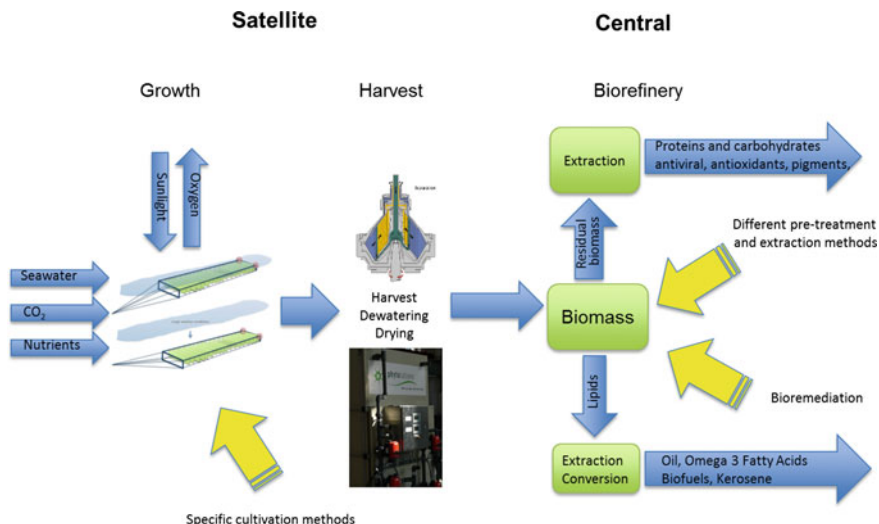 Satellite
Central
Growth
Harvest
Biorefinery
Sunlight
Oxygen
Seawater
CO₂
Nutrients
Harvest
Dewatering
Drying
Extraction
Proteins and carbohydrates
antiviral, antioxidants, pigments,
Residual
biomass
Different pre-treatment
and extraction methods
Biomass
Lipids
Bioremediation
Extraction
Conversion
Oil, Omega 3 Fatty Acids
Biofuels, Kerosene
Specific cultivation methods